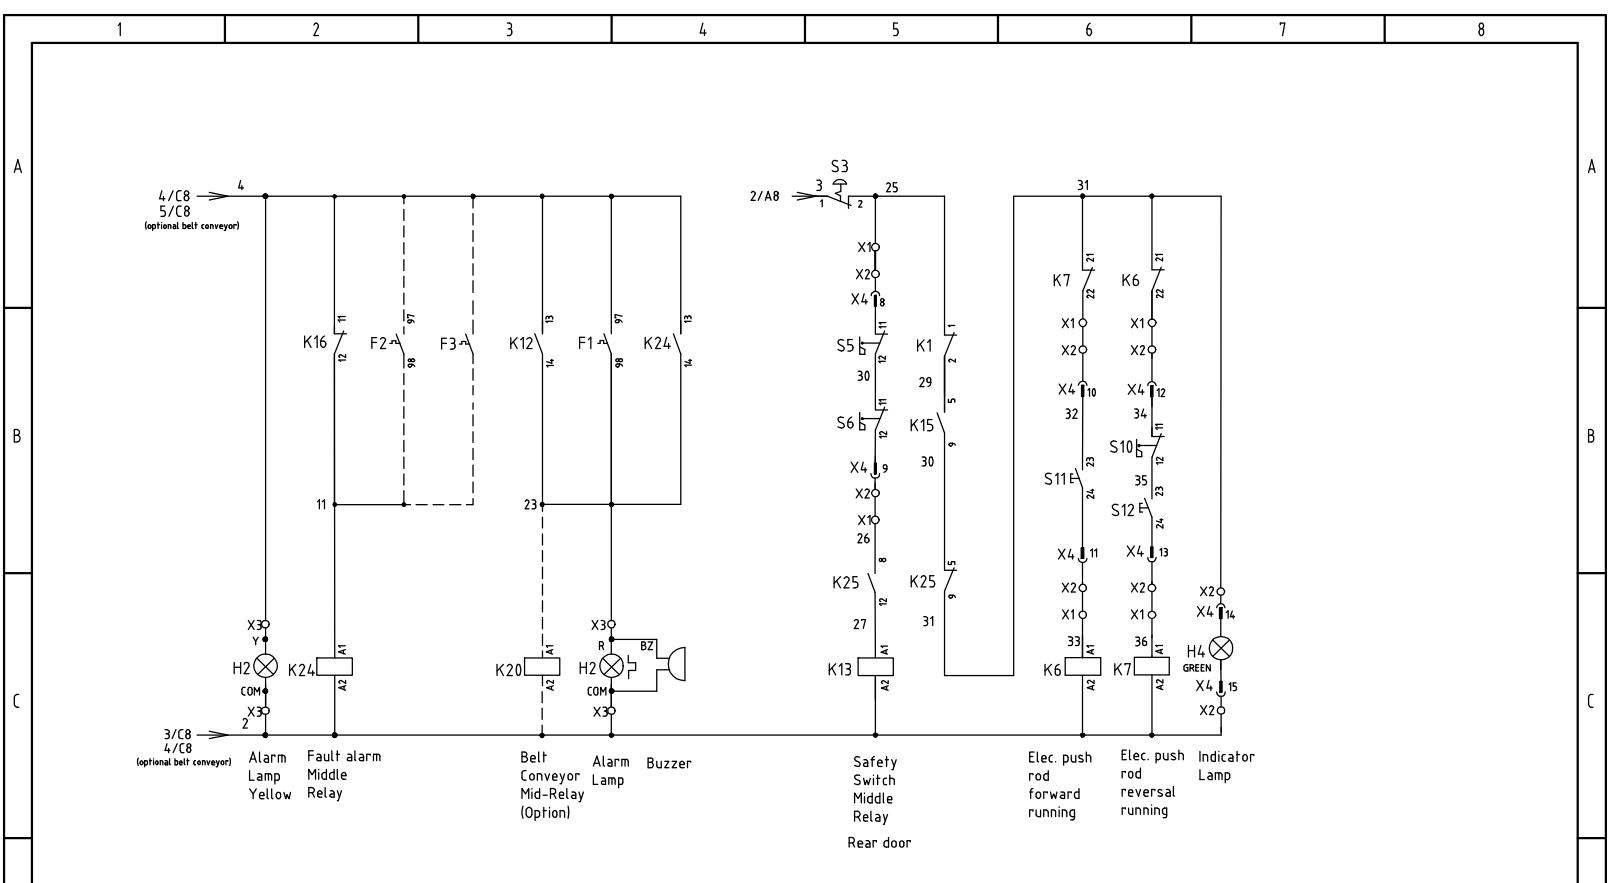 1 2 3 4 5 6 7 8
A A
S3
4/C8 4 2/A8 3 25 31
1 2
5/C8
(optional belt conveyor)
X1
21 21
K7 K6
X2 22 22
X4 8
B B
11 97 13 97 13 11 1 X1 X1
K16 F2 F3 K12 F1 K24 S5 K1 X2 X2
12 98 14 98 14 12 2
30 29 X4 10 X4 12
11 5 32 34
S6 K15 11
12 9 S10
30 12
X4 9 23 35
S11 23
X2 24 S12
11 23 24
X1
26
X4 11 X4 13
8 5
K25 K25 X2 X2 X2
12 9
X4 14
X3 X3 27 31 X1 X1
Y R BZ 33 36
A1 A1 A1 A1 A1 H4
H2 K24 K20 H2 K13 K6 K7 GREEN
A2 A2 A2 A2 A2
COM COM X4 15
C C
X3 X3 X2
2
3/C8
4/C8
(optional belt conveyor)
Alarm
Lamp
Yellow
Fault alarm
Middle
Relay
Belt
Conveyor
Mid-Relay
(Option)
Alarm
Lamp
Buzzer
Safety
Switch
Middle
Relay
Rear door
Elec. push
rod
forward
running
Elec. push
rod
reversal
running
Indicator
Lamp